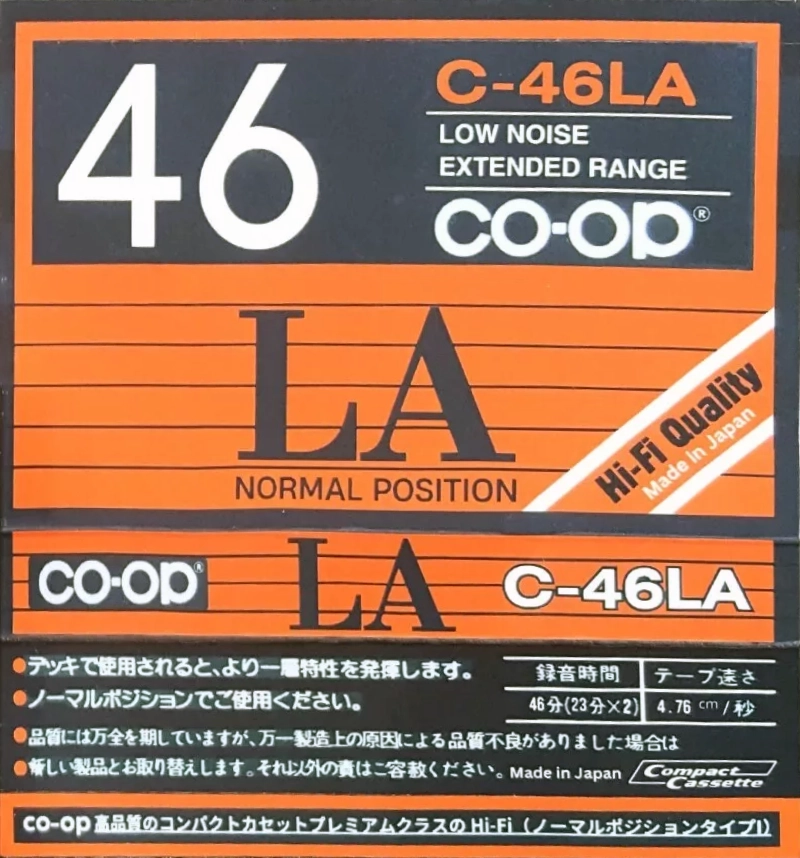 46
C-46LA
LOW NOISE
EXTENDED RANGE
CO-OP®
LA
NORMAL POSITION
Hi-Fi Quality
Made in Japan
CO-OP®
LA
C-46LA
●デッキで使用されると、より一層特性を発揮します。
●ノーマルポジションでご使用ください。
●品質には万全を期していますが、万一製造上の原因による品質不良がありました場合は
●新しい製品とお取り替えします。それ以外の責はご容赦ください。Made in Japan
録音時間 テープ速さ
46分(23分×2) 4.76 cm/秒
Compact
Cassette
co-op 高品質のコンパクトカセットプレミアムクラスの Hi-Fi (ノーマルポジションタイプI)